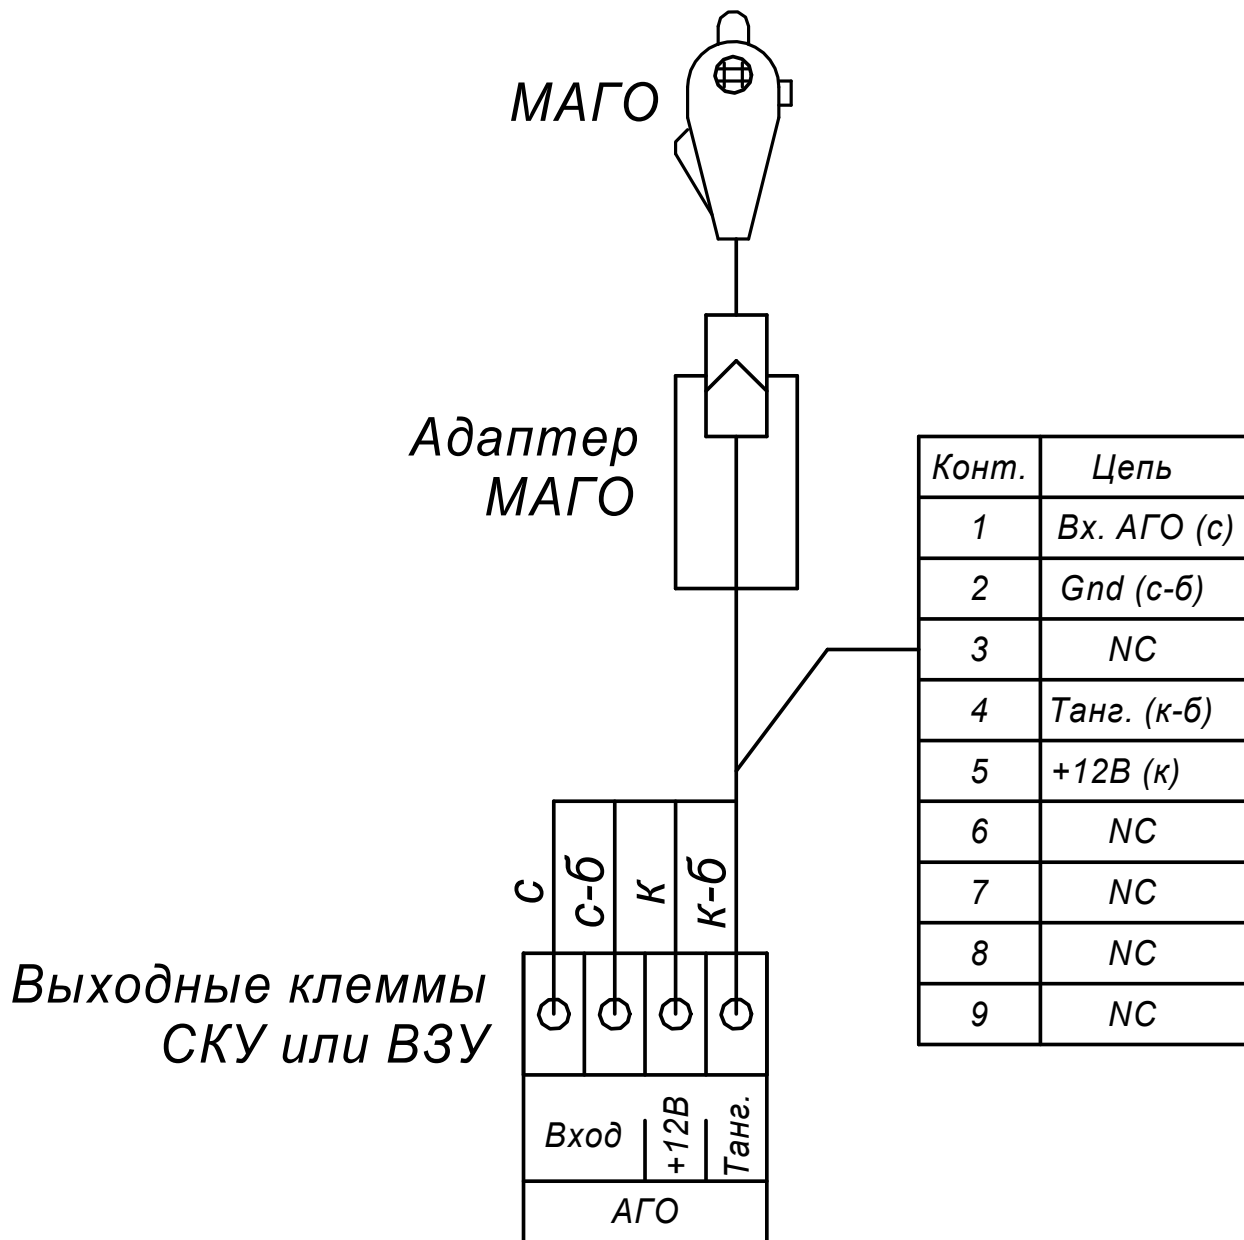 МАГО
Адаптер
МАГО
Конт. Цепь
1 Вх. АГО (с)
2 Gnd (с-б)
3 NC
4 Танг. (к-б)
5 +12В (к)
6 NC
7 NC
8 NC
9 NC
с
с-б
к
к-б
Выходные клеммы
СКУ или ВЗУ
Вход
+12В
Танг.
АГО